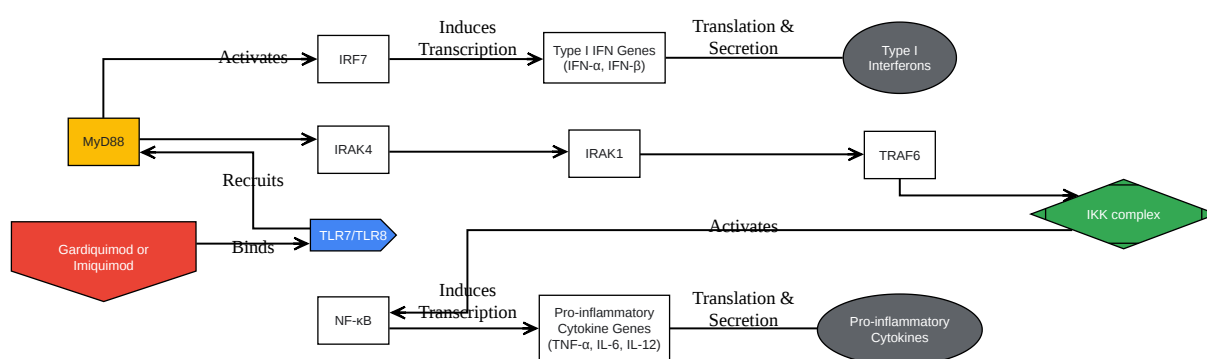 Induces
Transcription
Translation &
Secretion
Activates
IRF7
Type I IFN Genes
(IFN-α, IFN-β)
Type I
Interferons
MyD88
IRAK4
IRAK1
TRAF6
Recruits
IKK complex
Gardiquimod or
Imiquimod
Binds
TLR7/TLR8
Activates
NF-κB
Induces
Transcription
Pro-inflammatory
Cytokine Genes
(TNF-α, IL-6, IL-12)
Translation &
Secretion
Pro-inflammatory
Cytokines